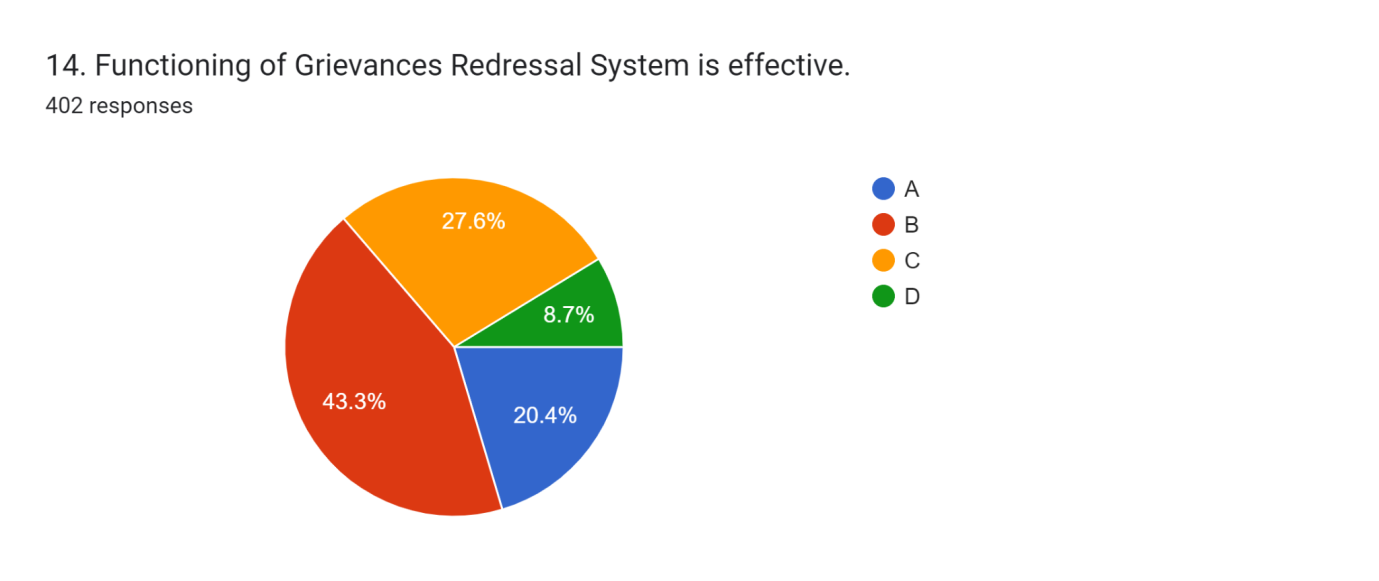 14. Functioning of Grievances Redressal System is effective.
402 responses
27.6%
8.7%
43.3%
20.4%
A
B
C
D